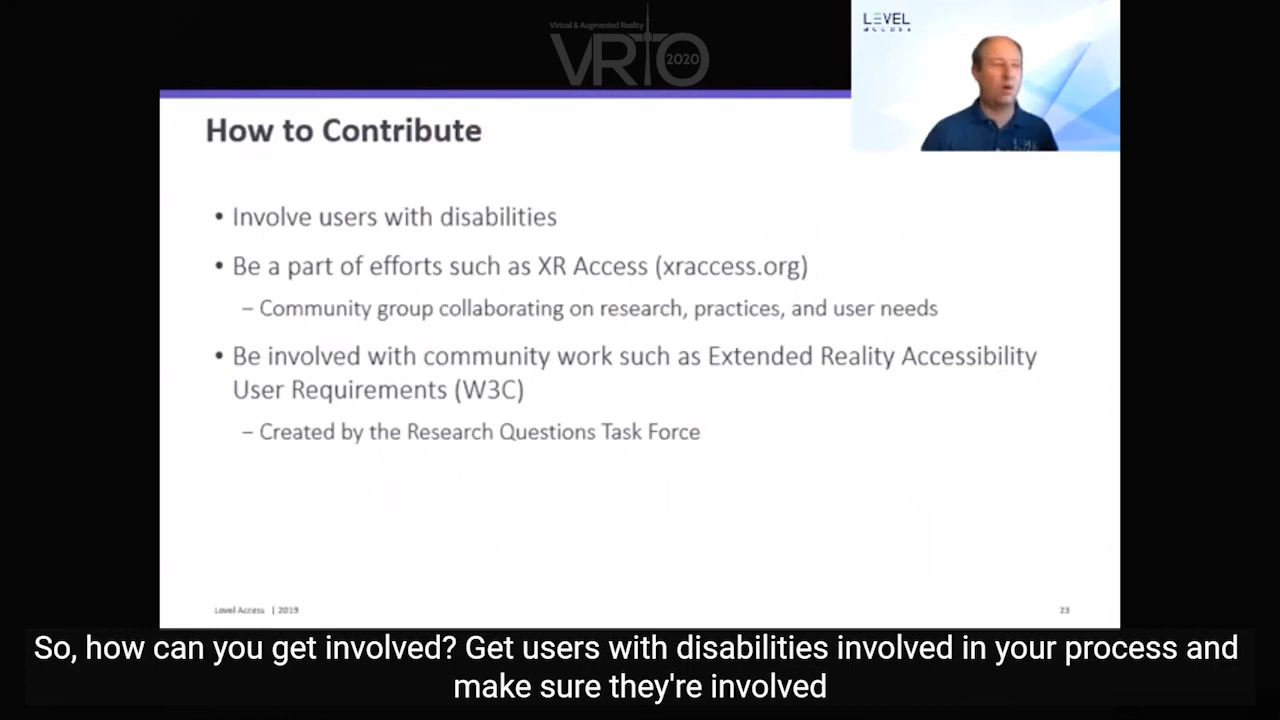 Virtual & Augmented Reality
VRTO
2020
LEVEL
How to Contribute
• Involve users with disabilities
• Be a part of efforts such as XR Access (xraccess.org)
– Community group collaborating on research, practices, and user needs
• Be involved with community work such as Extended Reality Accessibility
User Requirements (W3C)
– Created by the Research Questions Task Force
Level Access | 2019
23
So, how can you get involved? Get users with disabilities involved in your process and
make sure they're involved